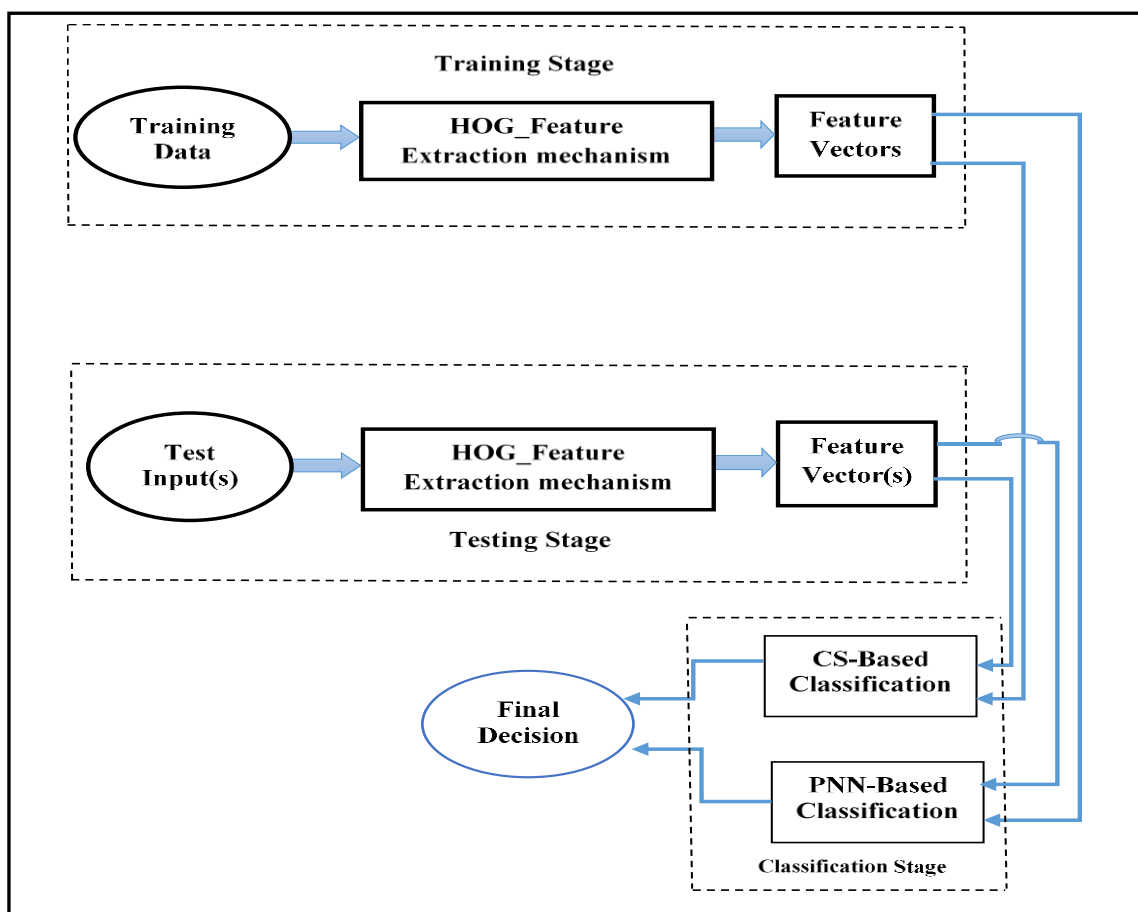 Training Stage
Training
Data
HOG_Feature
Extraction mechanism
Feature
Vectors
Test
Input(s)
HOG_Feature
Extraction mechanism
Feature
Vector(s)
Testing Stage
CS-Based
Classification
Final
Decision
PNN-Based
Classification
Classification Stage